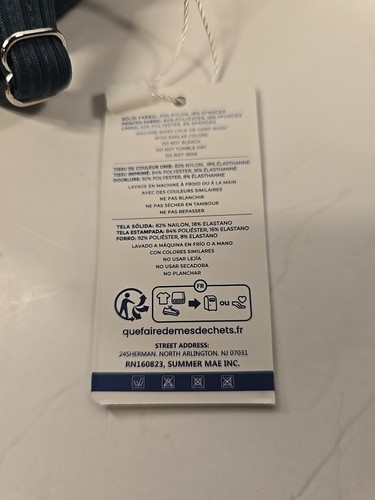 SOLID FABRIC: 82% NYLON, 18% SPANDEX
PRINTED FABRIC: 84% POLYESTER, 16% SPANDEX
LINING: 92% POLYESTER, 8% SPANDEX
MACHINE WASH COLD OR HAND WASH
WITH SIMILAR COLORS
DO NOT BLEACH
DO NOT TUMBLE DRY
DO NOT IRON
TISSU DE COULEUR UNIE: 82% NYLON, 18% ÉLASTHANNE
TISSU IMPRIMÉ: 84% POLYESTER, 16% ÉLASTHANNE
DOUBLURE: 92% POLYESTER, 8% ÉLASTHANNE
LAVAGE EN MACHINE À FROID OU À LA MAIN
AVEC DES COULEURS SIMILAIRES
NE PAS BLANCHIR
NE PAS SÉCHER EN TAMBOUR
NE PAS REPASSER
TELA SÓLIDA: 82% NAILON, 18% ELASTANO
TELA ESTAMPADA: 84% POLIÉSTER, 16% ELASTANO
FORRO: 92% POLIÉSTER, 8% ELASTANO
LAVADO A MÁQUINA EN FRÍO O A MANO
CON COLORES SIMILARES
NO USAR LEJÍA
NO USAR SECADORA
NO PLANCHAR
FR
OU
quefairedemesdechets.fr
STREET ADDRESS:
24SHERMAN. NORTH ARLINGTON. NJ 07031
RN160823, SUMMER MAE INC.